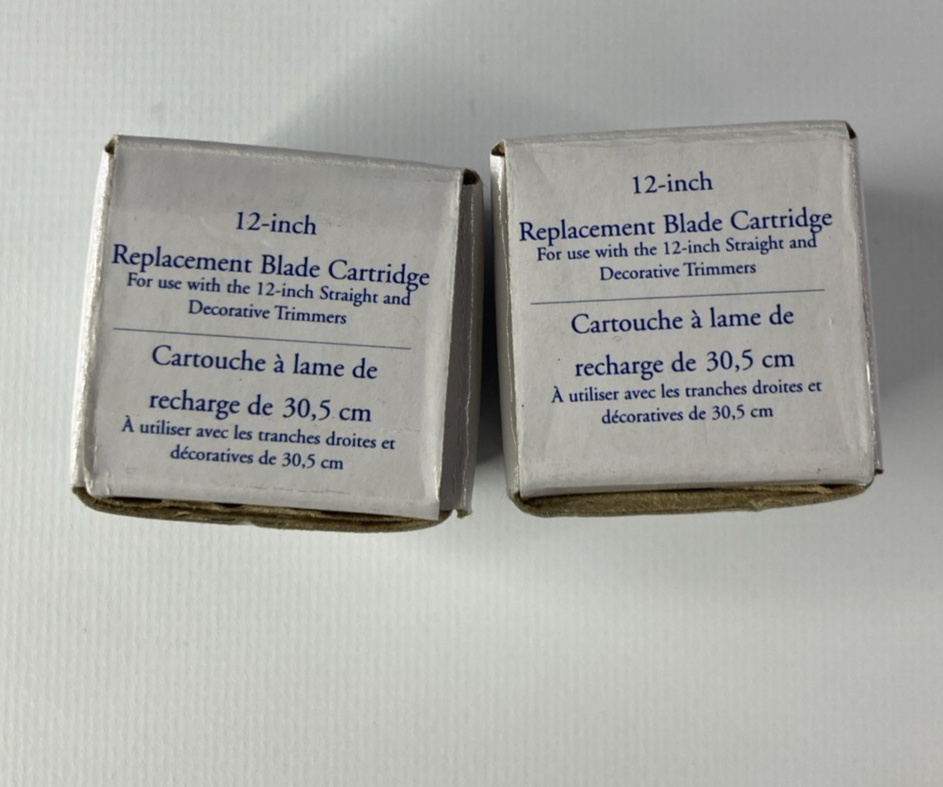 12-inch
Replacement Blade Cartridge
For use with the 12-inch Straight and
Decorative Trimmers
Cartouche à lame de
recharge de 30,5 cm
À utiliser avec les tranches droites et
décoratives de 30,5 cm
12-inch
Replacement Blade Cartridge
For use with the 12-inch Straight and
Decorative Trimmers
Cartouche à lame de
recharge de 30,5 cm
À utiliser avec les tranches droites et
décoratives de 30,5 cm